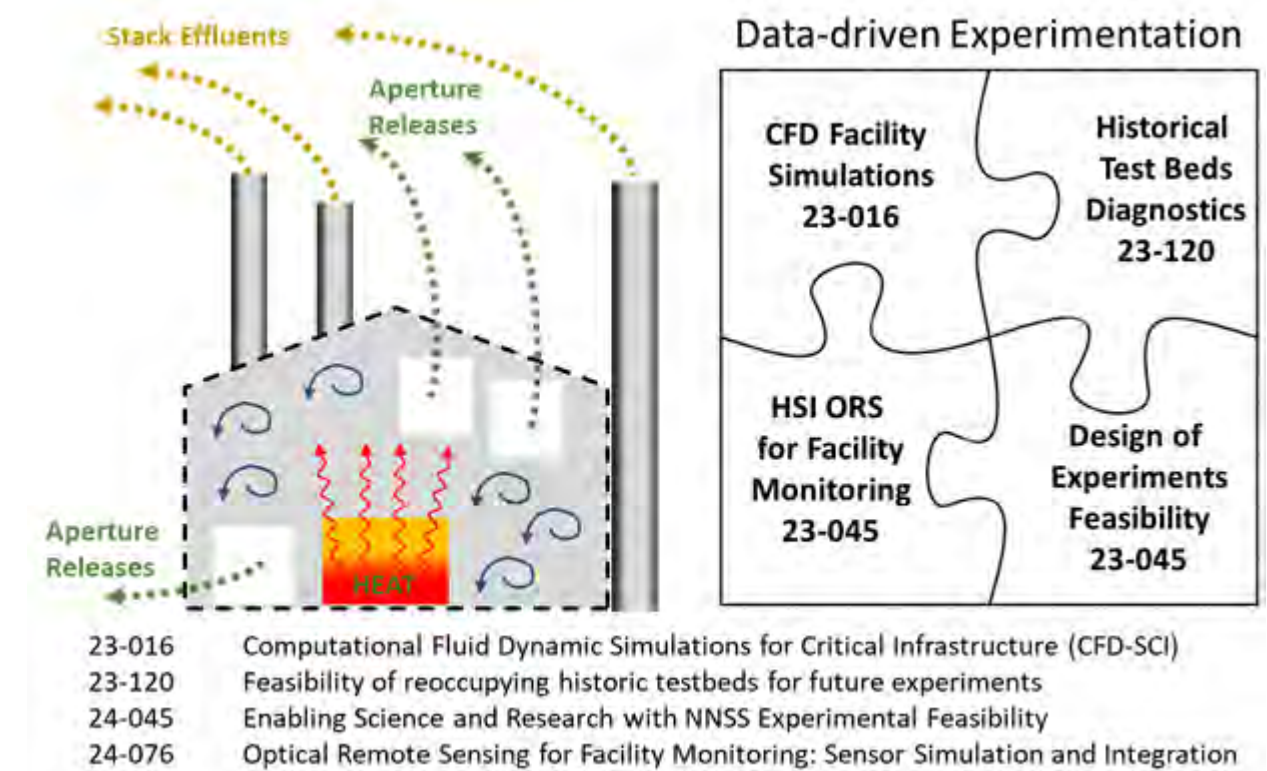 Stack Effluents
Aperture
Releases
Aperture
Releases
HEAT
Data-driven Experimentation
CFD Facility
Simulations
23-016
Historical
Test Beds
Diagnostics
23-120
HSI ORS
for Facility
Monitoring
23-045
Design of
Experiments
Feasibility
23-045
23-016 Computational Fluid Dynamic Simulations for Critical Infrastructure (CFD-SCI)
23-120 Feasibility of reoccupying historic testbeds for future experiments
24-045 Enabling Science and Research with NNSS Experimental Feasibility
24-076 Optical Remote Sensing for Facility Monitoring: Sensor Simulation and Integration